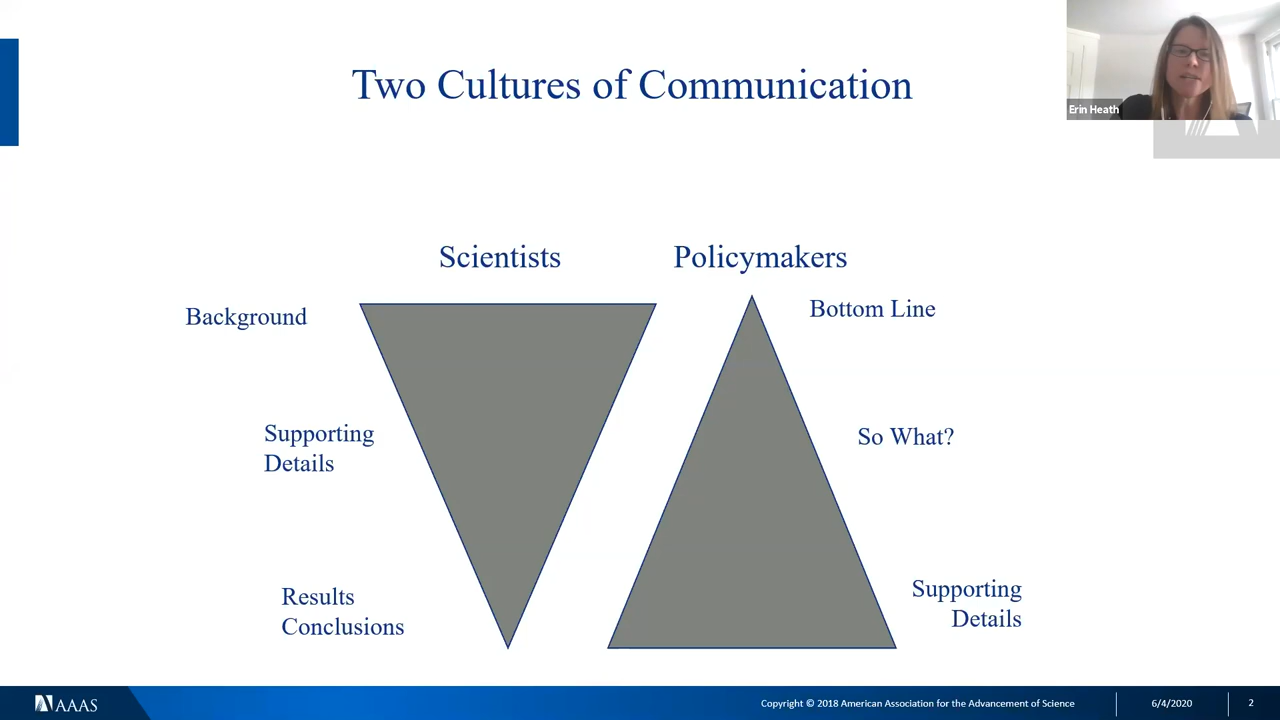 Two Cultures of Communication
Erin Heath
Scientists
Policymakers
Background
Bottom Line
Supporting
Details
So What?
Results
Conclusions
Supporting
Details
AAAS
Copyright © 2018 American Association for the Advancement of Science
6/4/2020
2